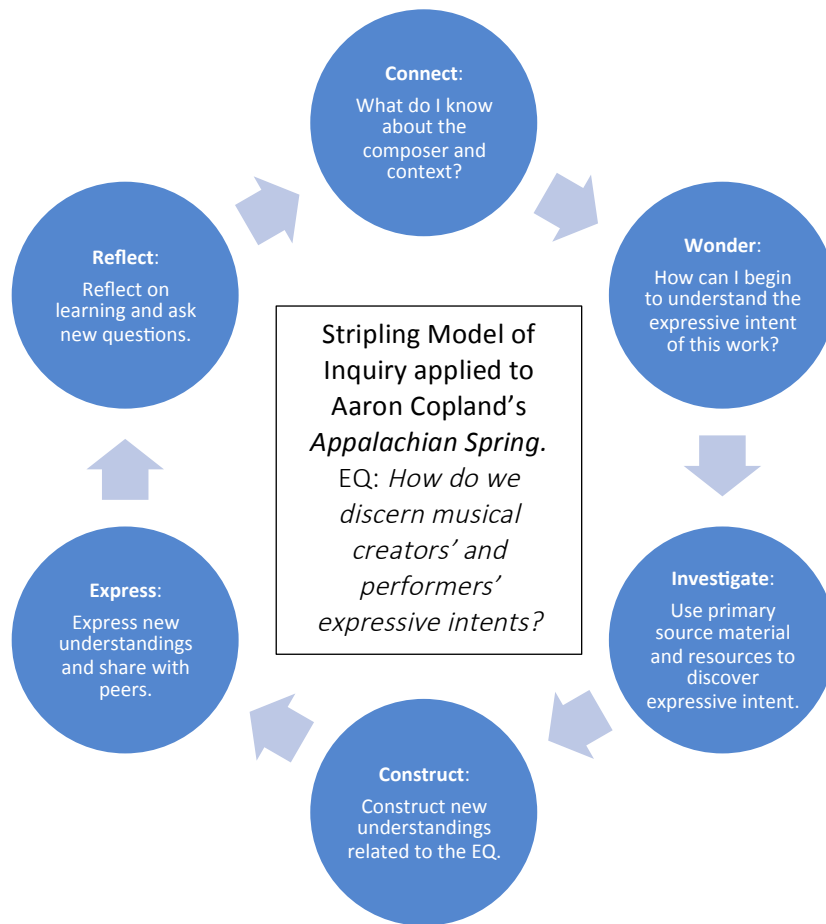 Connect:
What do I know
about the
composer and
context?
Wonder:
How can I begin
to understand the
expressive intent
of this work?
Investigate:
Use primary
source material
and resources to
discover
expressive intent.
Construct:
Construct new
understandings
related to the EQ.
Express:
Express new
understandings
and share with
peers.
Reflect:
Reflect on
learning and ask
new questions.
Stripling Model of
Inquiry applied to
Aaron Copland’s
Appalachian Spring.
EQ: How do we
discern musical
creators’ and
performers’
expressive intents?